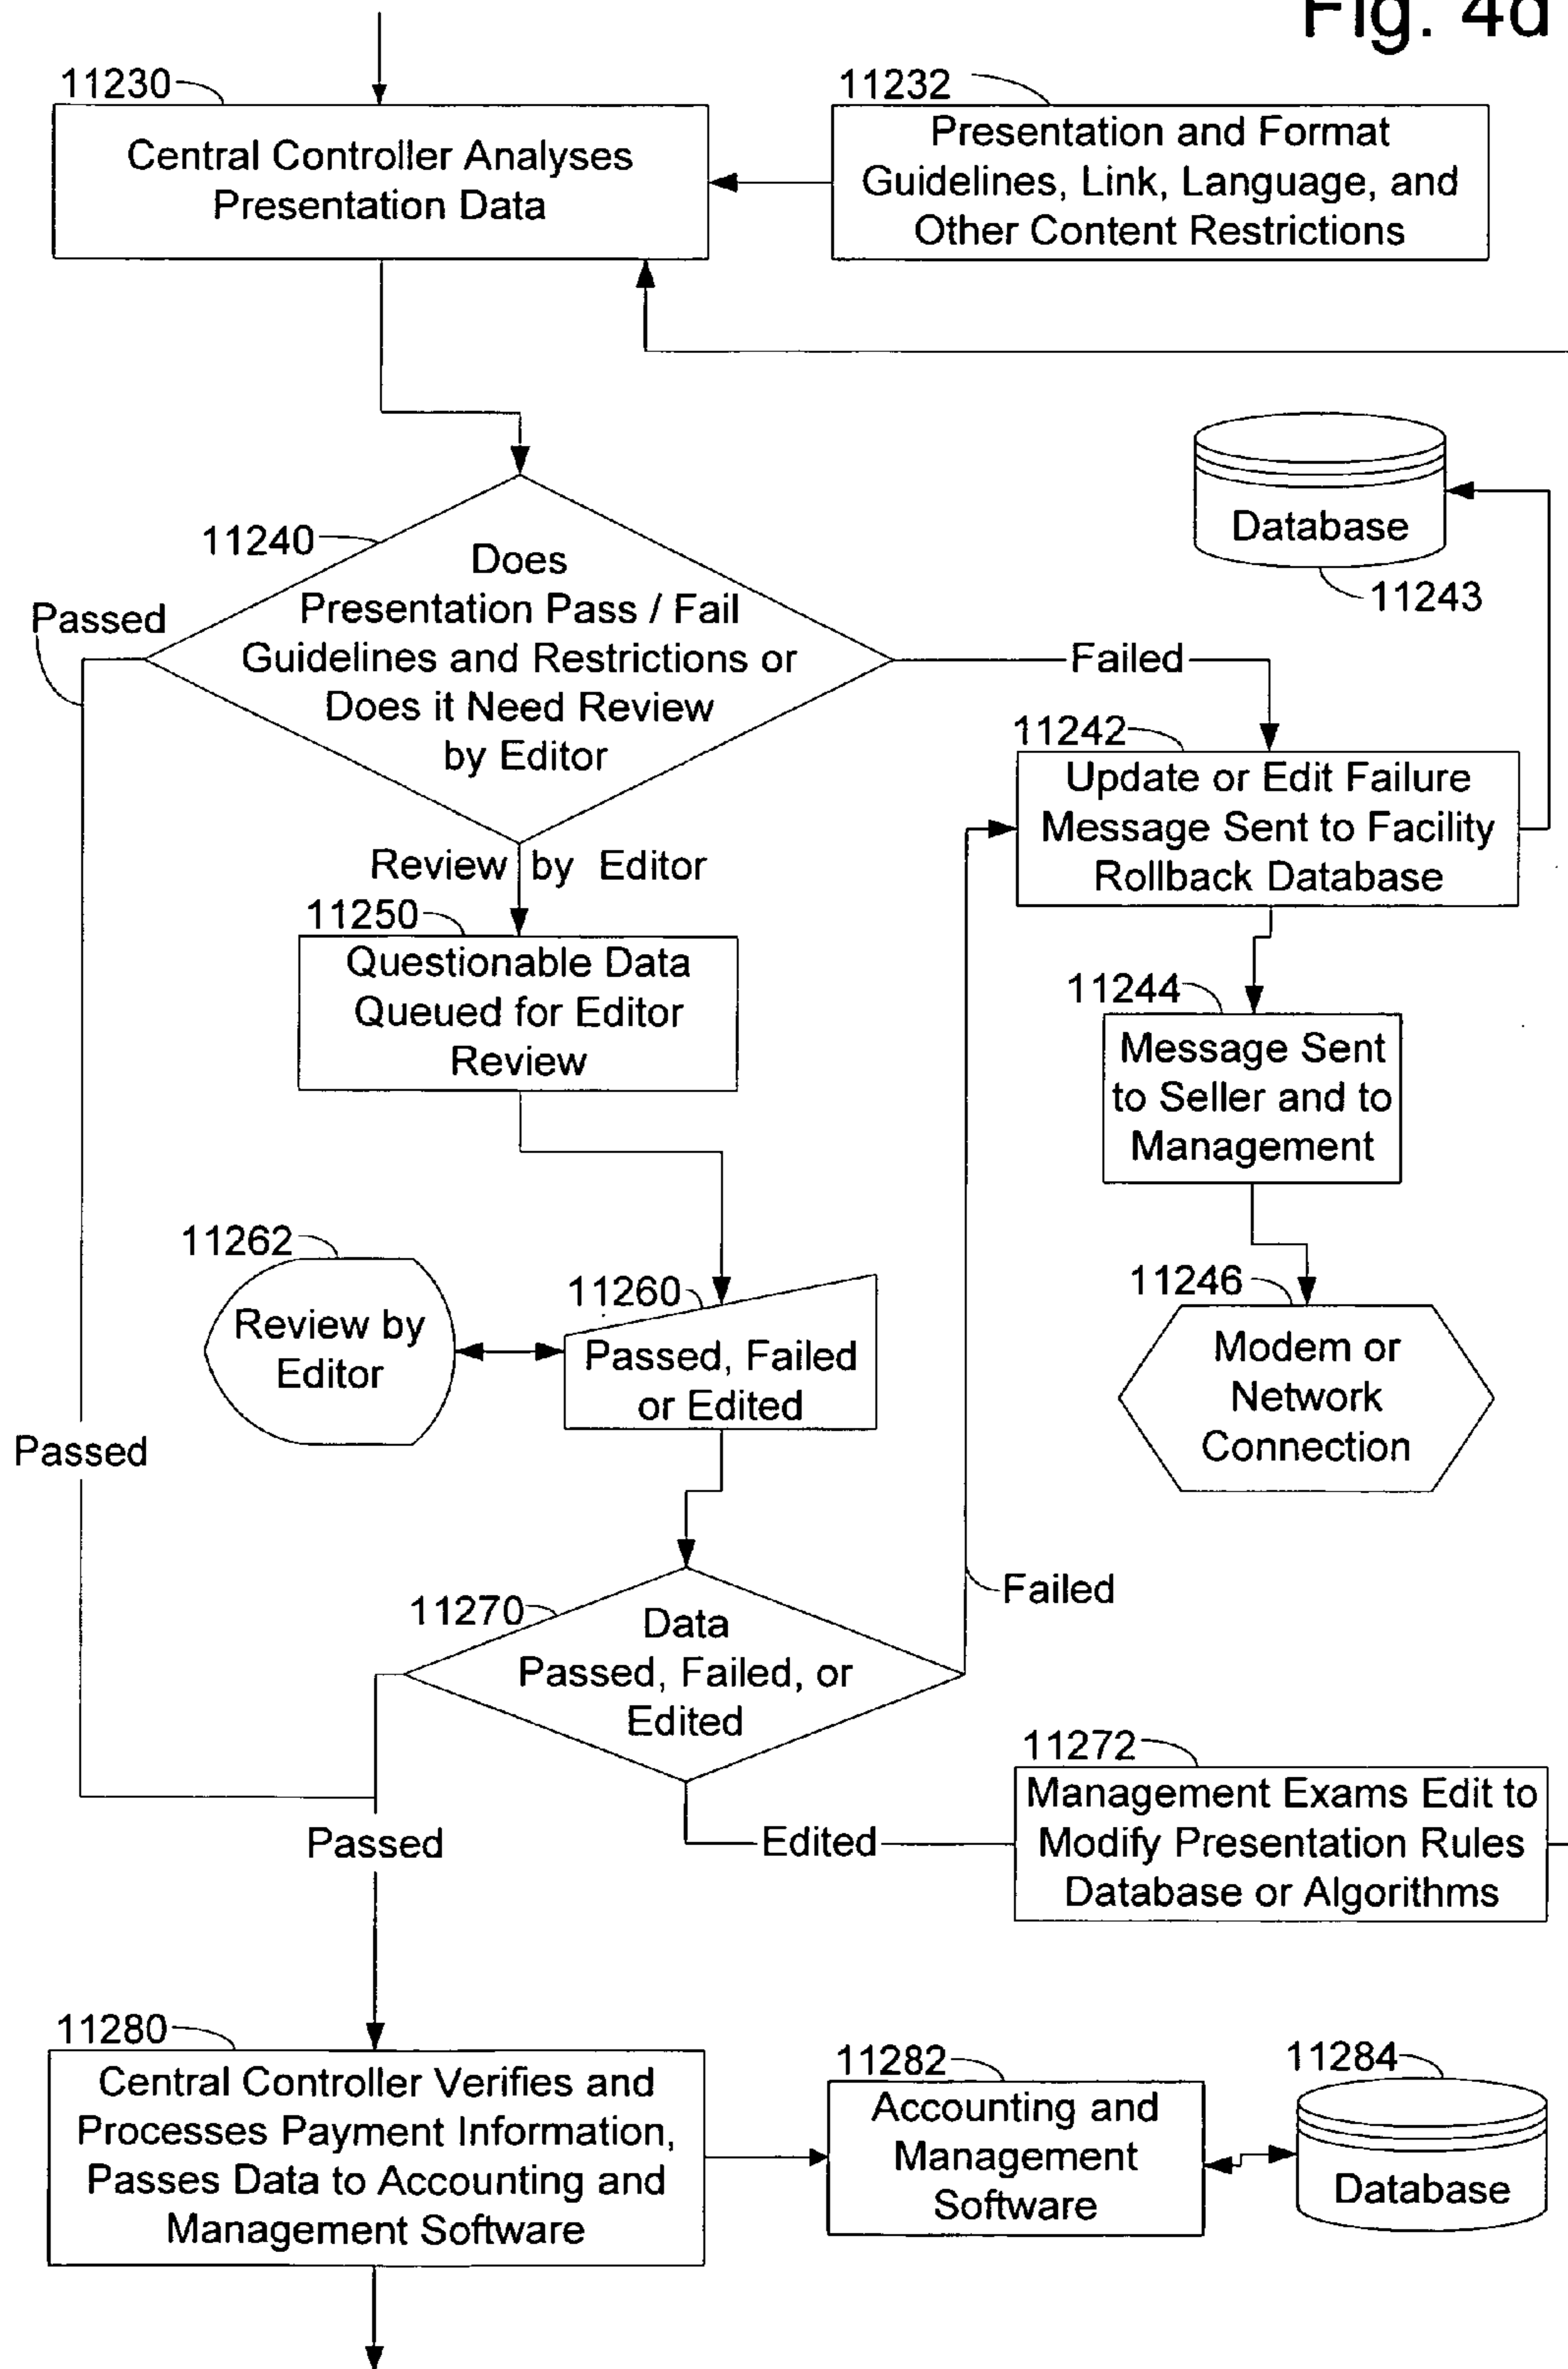 Fig. 4d
11230
Central Controller Analyses
Presentation Data
11232
Presentation and Format
Guidelines, Link, Language, and
Other Content Restrictions
11240
Does
Presentation Pass / Fail
Guidelines and Restrictions or
Does it Need Review
by Editor
Passed
Failed
Database
11243
11242
Update or Edit Failure
Message Sent to Facility
Rollback Database
Review by Editor
11250
Questionable Data
Queued for Editor
Review
11244
Message Sent
to Seller and to
Management
11262
Review by
Editor
11260
Passed, Failed
or Edited
11246
Modem or
Network
Connection
Passed
Failed
11270
Data
Passed, Failed, or
Edited
11272
Management Exams Edit to
Modify Presentation Rules
Database or Algorithms
Passed
Edited
11280
Central Controller Verifies and
Processes Payment Information,
Passes Data to Accounting and
Management Software
11282
Accounting and
Management
Software
11284
Database